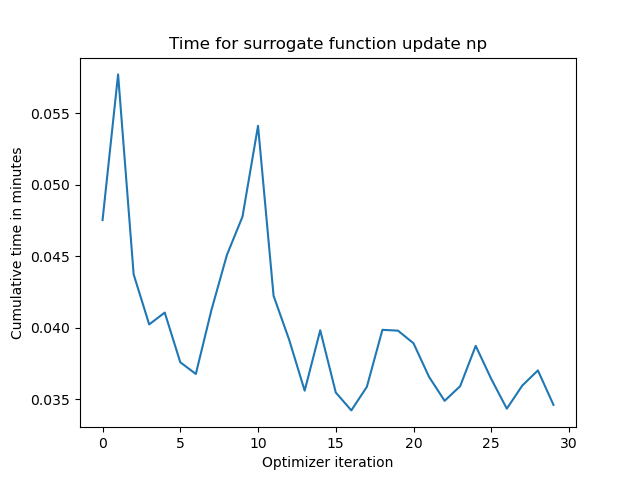 Time for surrogate function update np
Cumulative time in minutes
0.055
0.050
0.045
0.040
0.035
0 5 10 15 20 25 30
Optimizer iteration